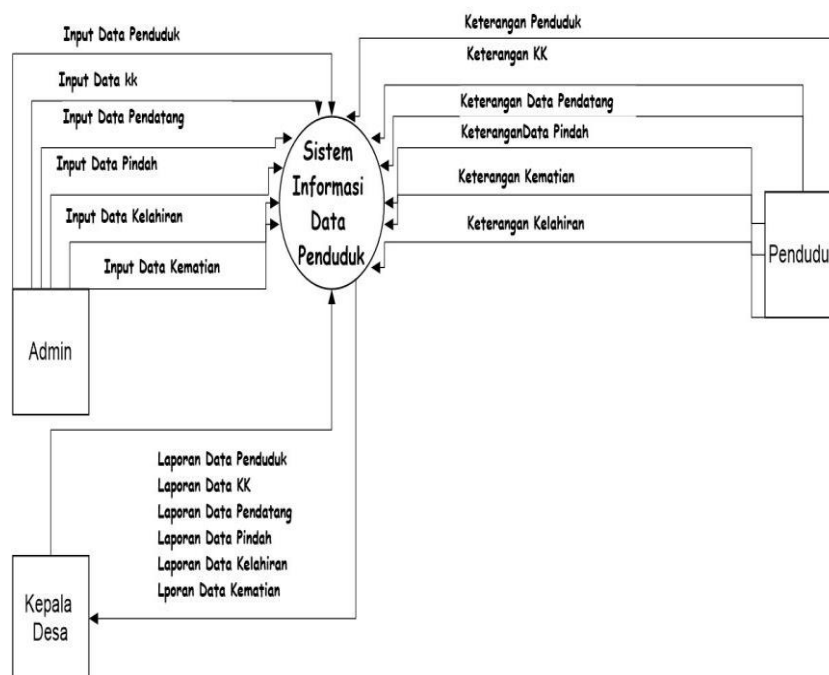 Input Data Penduduk
Input Data kk
Input Data Pendatang
Input Data Pindah
Input Data Kelahiran
Input Data Kematian
Admin
Sistem
Informasi
Data
Penduduk
Keterangan Penduduk
Keterangan KK
Keterangan Data Pendatang
KeteranganData Pindah
Keterangan Kematian
Keterangan Kelahiran
Pendudu
Laporan Data Penduduk
Laporan Data KK
Laporan Data Pendatang
Laporan Data Pindah
Laporan Data Kelahiran
Lporan Data Kematian
Kepala
Desa